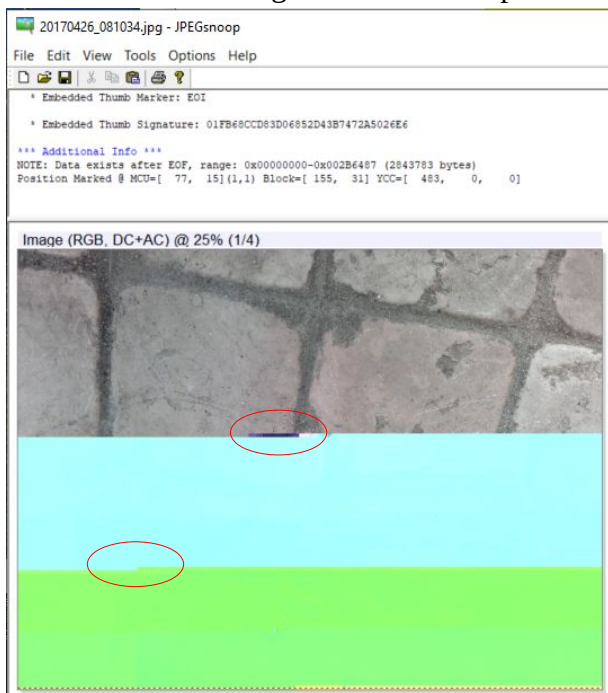 20170426_081034.jpg - JPEGsnoop
File Edit View Tools Options Help
* Embedded Thumb Marker: EOI
* Embedded Thumb Signature: 01FB68CCD83D06852D43B7472A5026E6
*** Additional Info ***
NOTE: Data exists after EOF, range: 0x00000000-0x002B6487 (2843783 bytes)
Position Marked @ MCU=[ 77, 15](1,1) Block=[ 155, 31] YCC=[ 483, 0, 0]
Image (RGB, DC+AC) @ 25% (1/4)